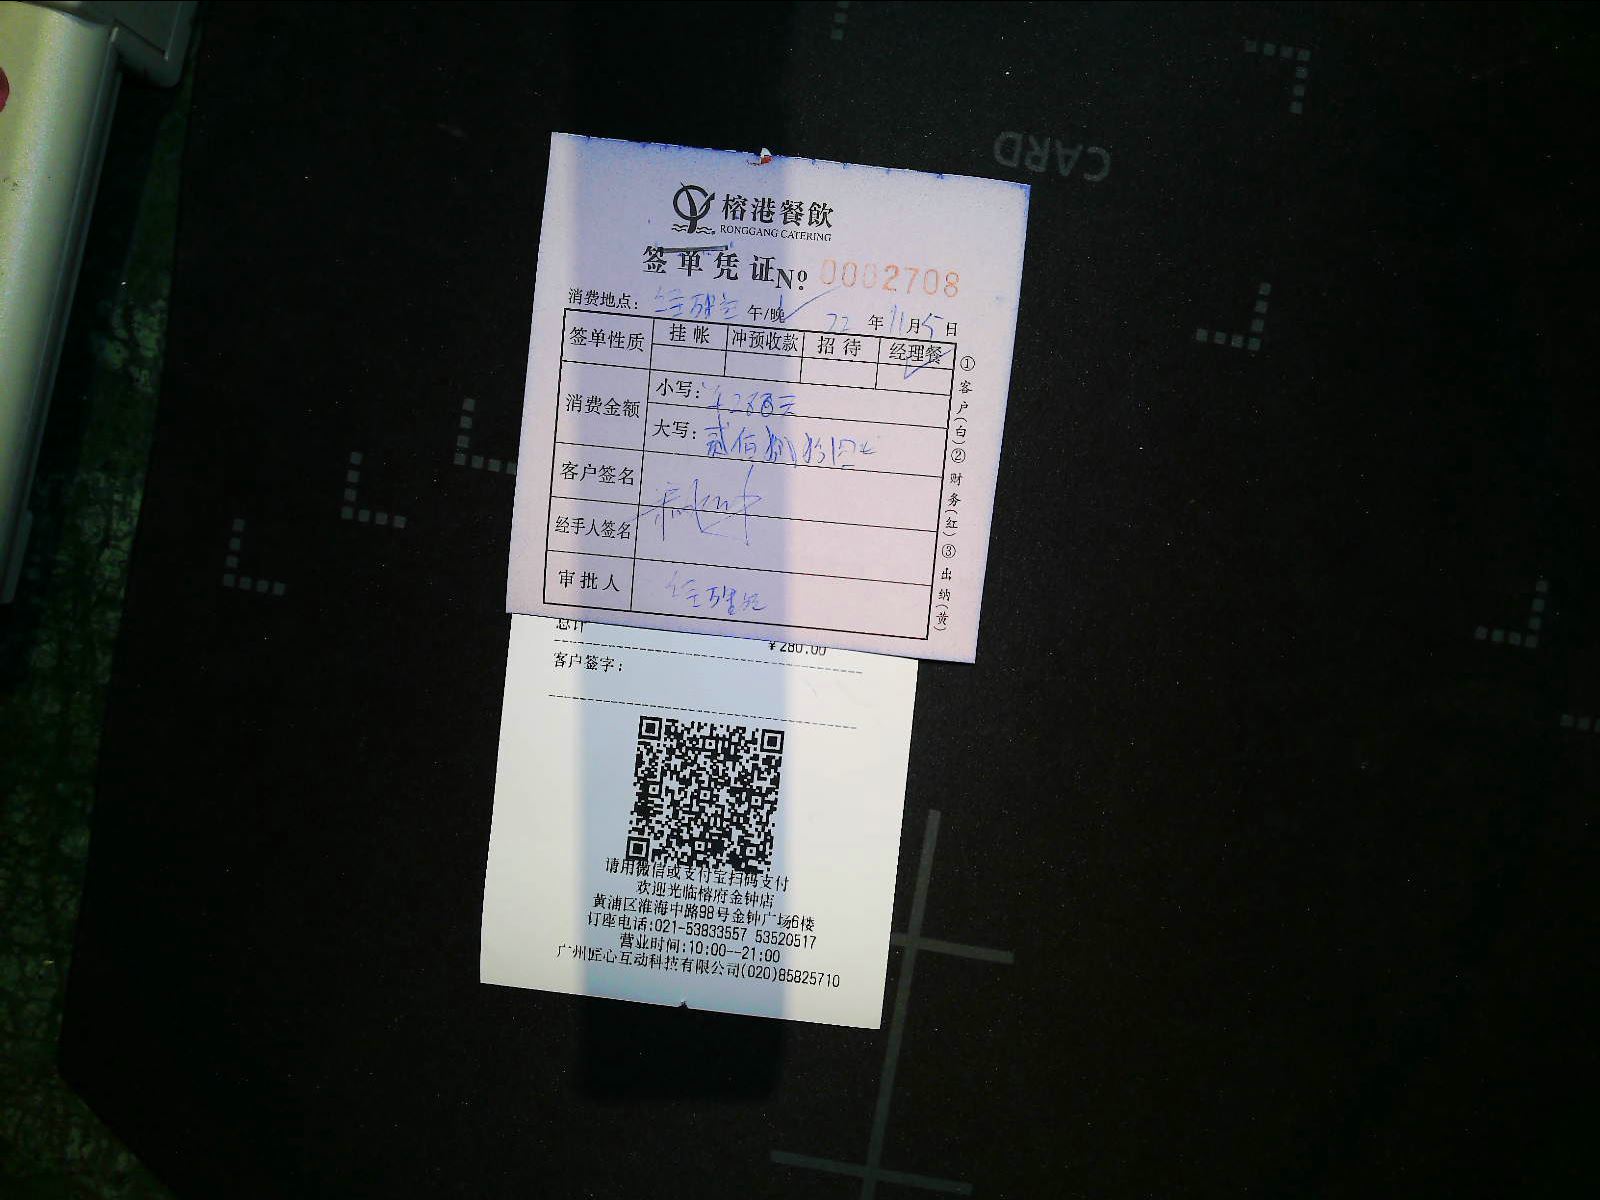 CARD
榕港餐飲
RONGGANG CATERING
签单凭证 №: 0002708
消费地点: 午/晚 22 年 11 月 5 日
签单性质 挂帐 冲预收款 招待 经理餐
消费金额 小写:
大写:
客户签名
经手人签名
审批人
①客户(白)②财务(红)③出纳(黄)
总计 ¥280.00
客户签字:
请用微信或支付宝扫码支付
欢迎光临榕府金钟店
黄浦区淮海中路98号金钟广场6楼
订座电话:021-53833557 53520517
营业时间:10:00--21:00
广州匠心互动科技有限公司(020)85825710